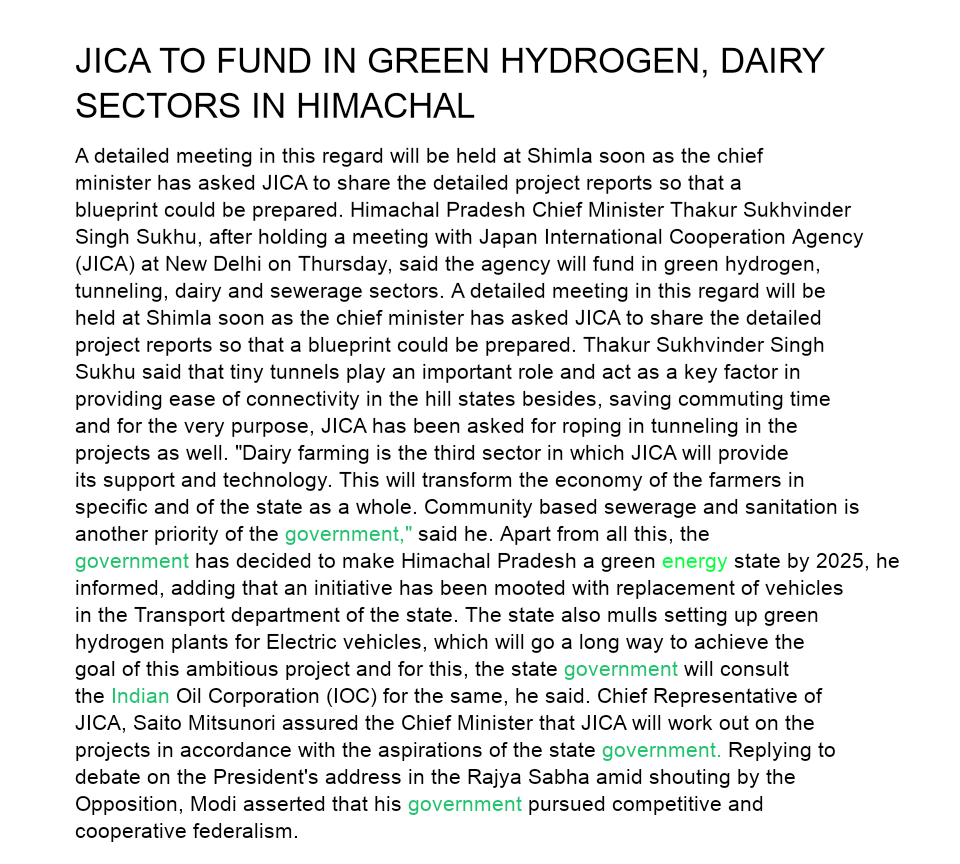 JICA TO FUND IN GREEN HYDROGEN, DAIRY
SECTORS IN HIMACHAL
A detailed meeting in this regard will be held at Shimla soon as the chief
minister has asked JICA to share the detailed project reports so that a
blueprint could be prepared. Himachal Pradesh Chief Minister Thakur Sukhvinder
Singh Sukhu, after holding a meeting with Japan International Cooperation Agency
(JICA) at New Delhi on Thursday, said the agency will fund in green hydrogen,
tunneling, dairy and sewerage sectors. A detailed meeting in this regard will be
held at Shimla soon as the chief minister has asked JICA to share the detailed
project reports so that a blueprint could be prepared. Thakur Sukhvinder Singh
Sukhu said that tiny tunnels play an important role and act as a key factor in
providing ease of connectivity in the hill states besides, saving commuting time
and for the very purpose, JICA has been asked for roping in tunneling in the
projects as well. "Dairy farming is the third sector in which JICA will provide
its support and technology. This will transform the economy of the farmers in
specific and of the state as a whole. Community based sewerage and sanitation is
another priority of the government," said he. Apart from all this, the
government has decided to make Himachal Pradesh a green energy state by 2025, he
informed, adding that an initiative has been mooted with replacement of vehicles
in the Transport department of the state. The state also mulls setting up green
hydrogen plants for Electric vehicles, which will go a long way to achieve the
goal of this ambitious project and for this, the state government will consult
the Indian Oil Corporation (IOC) for the same, he said. Chief Representative of
JICA, Saito Mitsunori assured the Chief Minister that JICA will work out on the
projects in accordance with the aspirations of the state government. Replying to
debate on the President's address in the Rajya Sabha amid shouting by the
Opposition, Modi asserted that his government pursued competitive and
cooperative federalism.